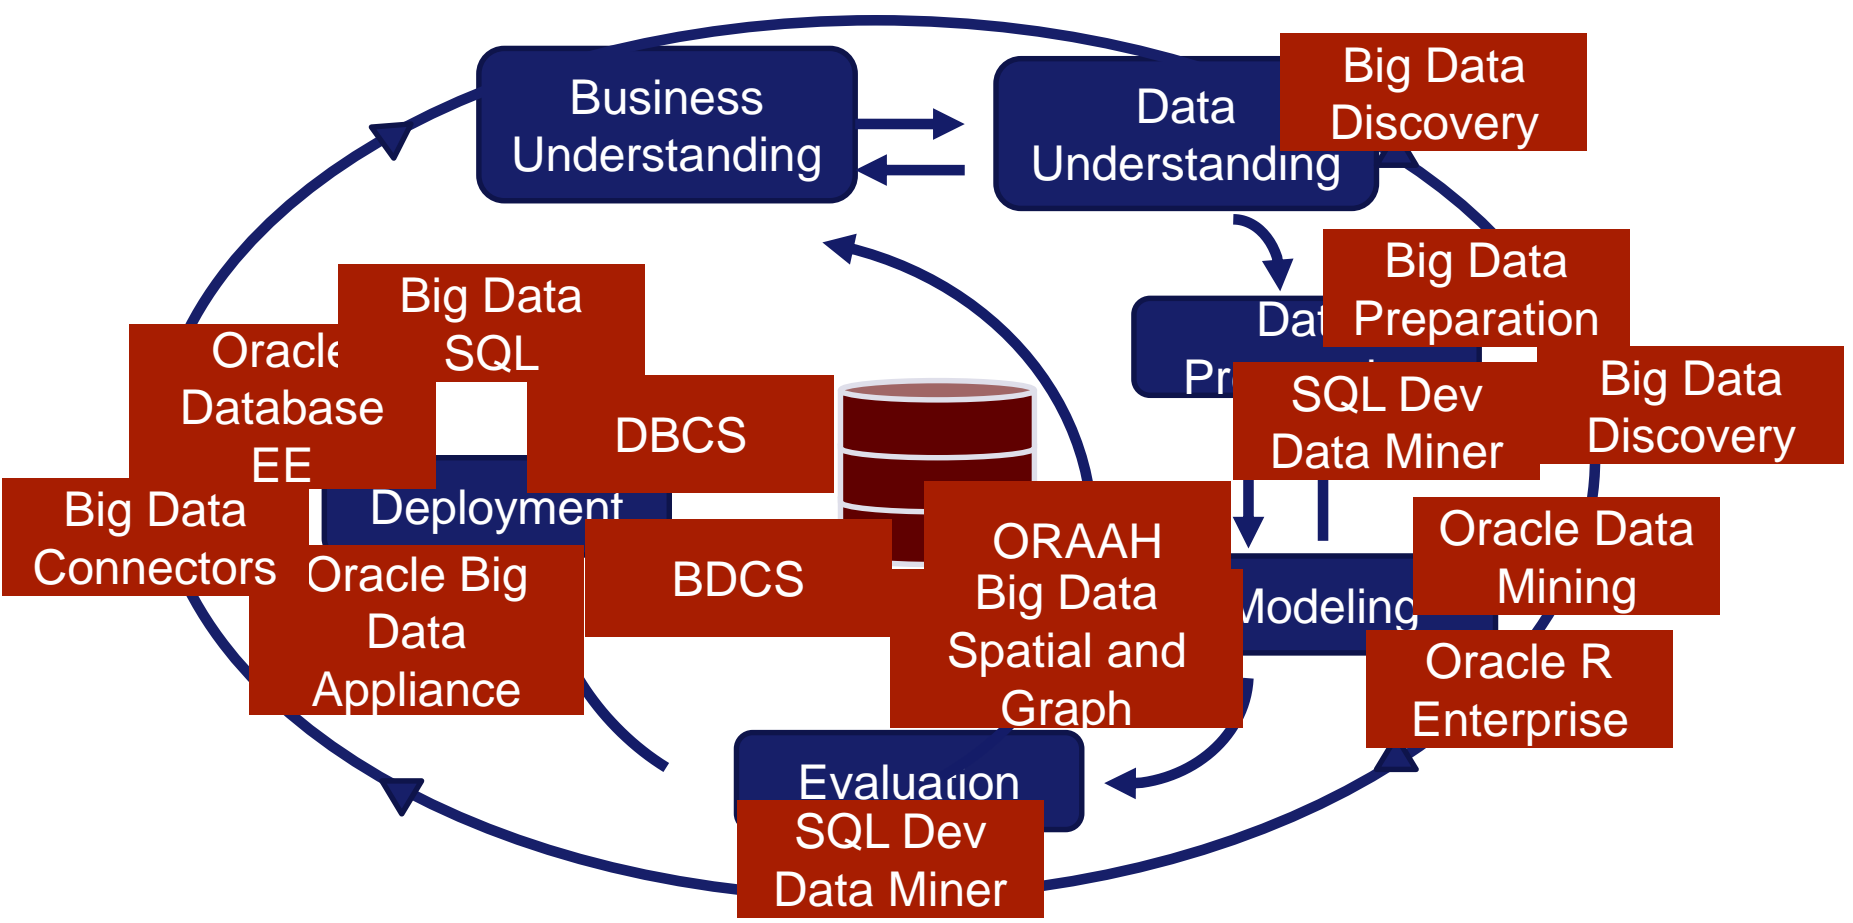 Business
Understanding
Data
Understanding
Big Data
Discovery
Big Data
Preparation
Big Data
SQL
Oracle
Database
EE
DBCS
SQL Dev
Data Miner
Big Data
Discovery
Big Data
Connectors
Deployment
Oracle Big
Data
Appliance
BDCS
ORAAH
Big Data
Spatial and
Graph
Modeling
Oracle Data
Mining
Oracle R
Enterprise
Evaluation
SQL Dev
Data Miner